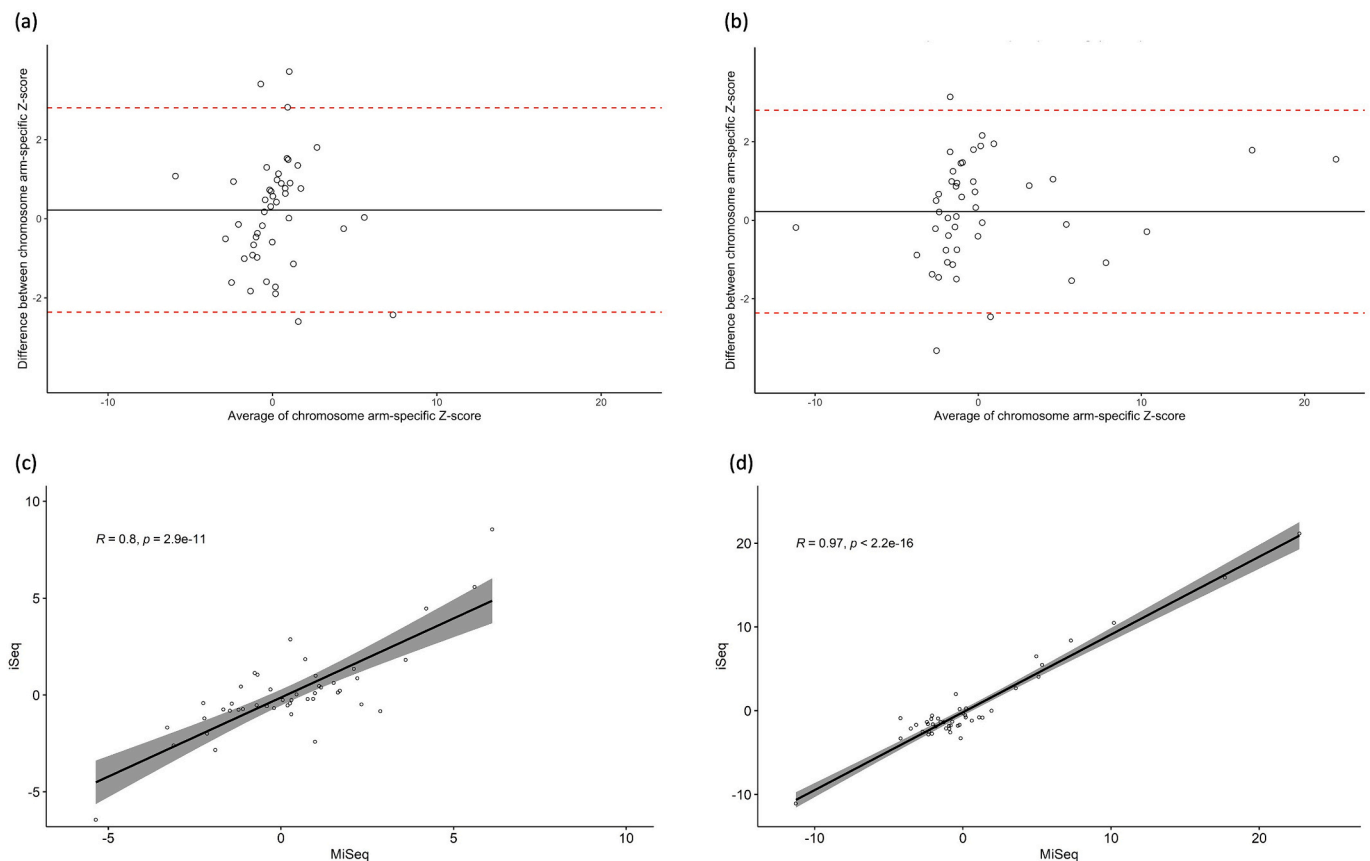 (a)
Difference between chromosome arm-specific Z-score
2
0
-2
-10
0
10
20
Average of chromosome arm-specific Z-score
(b)
Difference between chromosome arm-specific Z-score
2
0
-2
-10
0
10
20
Average of chromosome arm-specific Z-score
(c)
iSeq
10
5
0
-5
R = 0.8, p = 2.9e-11
-5
0
5
10
MiSeq
(d)
iSeq
20
10
0
-10
R = 0.97, p < 2.2e-16
-10
0
10
20
MiSeq